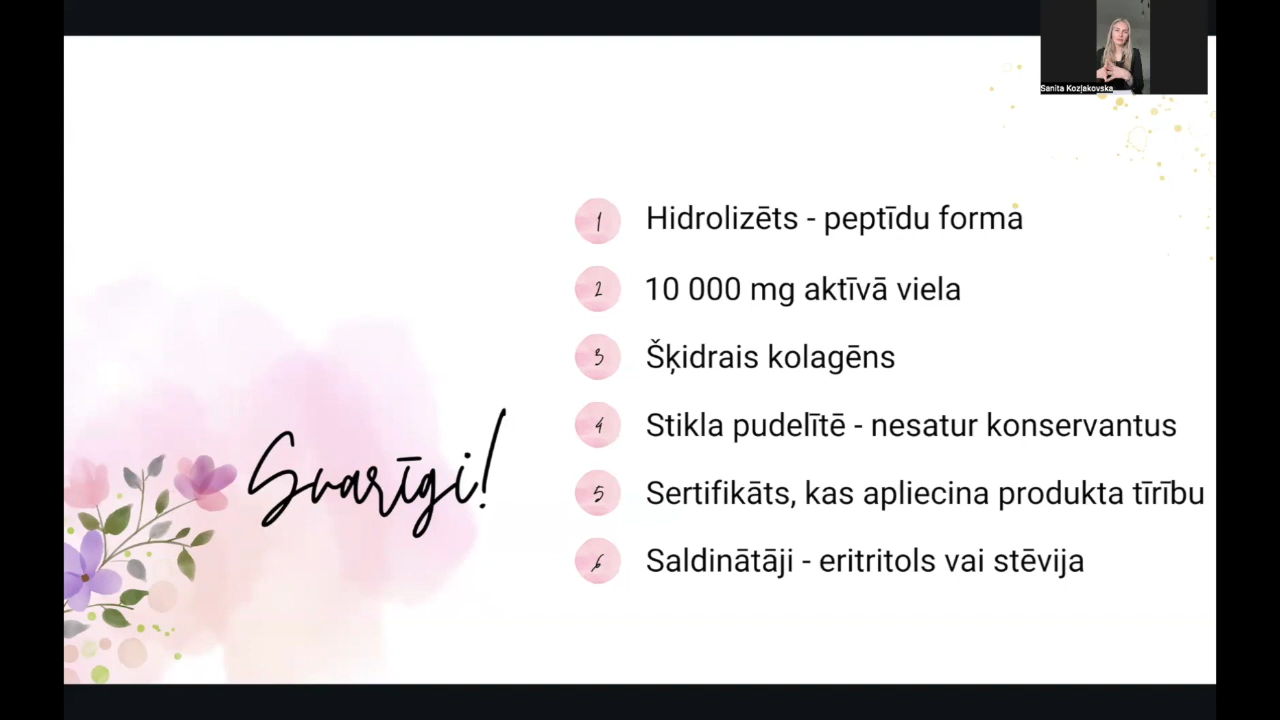 Sanita Kozļakovska
1 Hidrolizēts - peptīdu forma
2 10 000 mg aktīvā viela
3 Šķidrais kolagēns
4 Stikla pudelītē - nesatur konservantus
5 Sertifikāts, kas apliecina produkta tīrību
6 Saldinātāji - eritritols vai stēvija
Svarīgi!